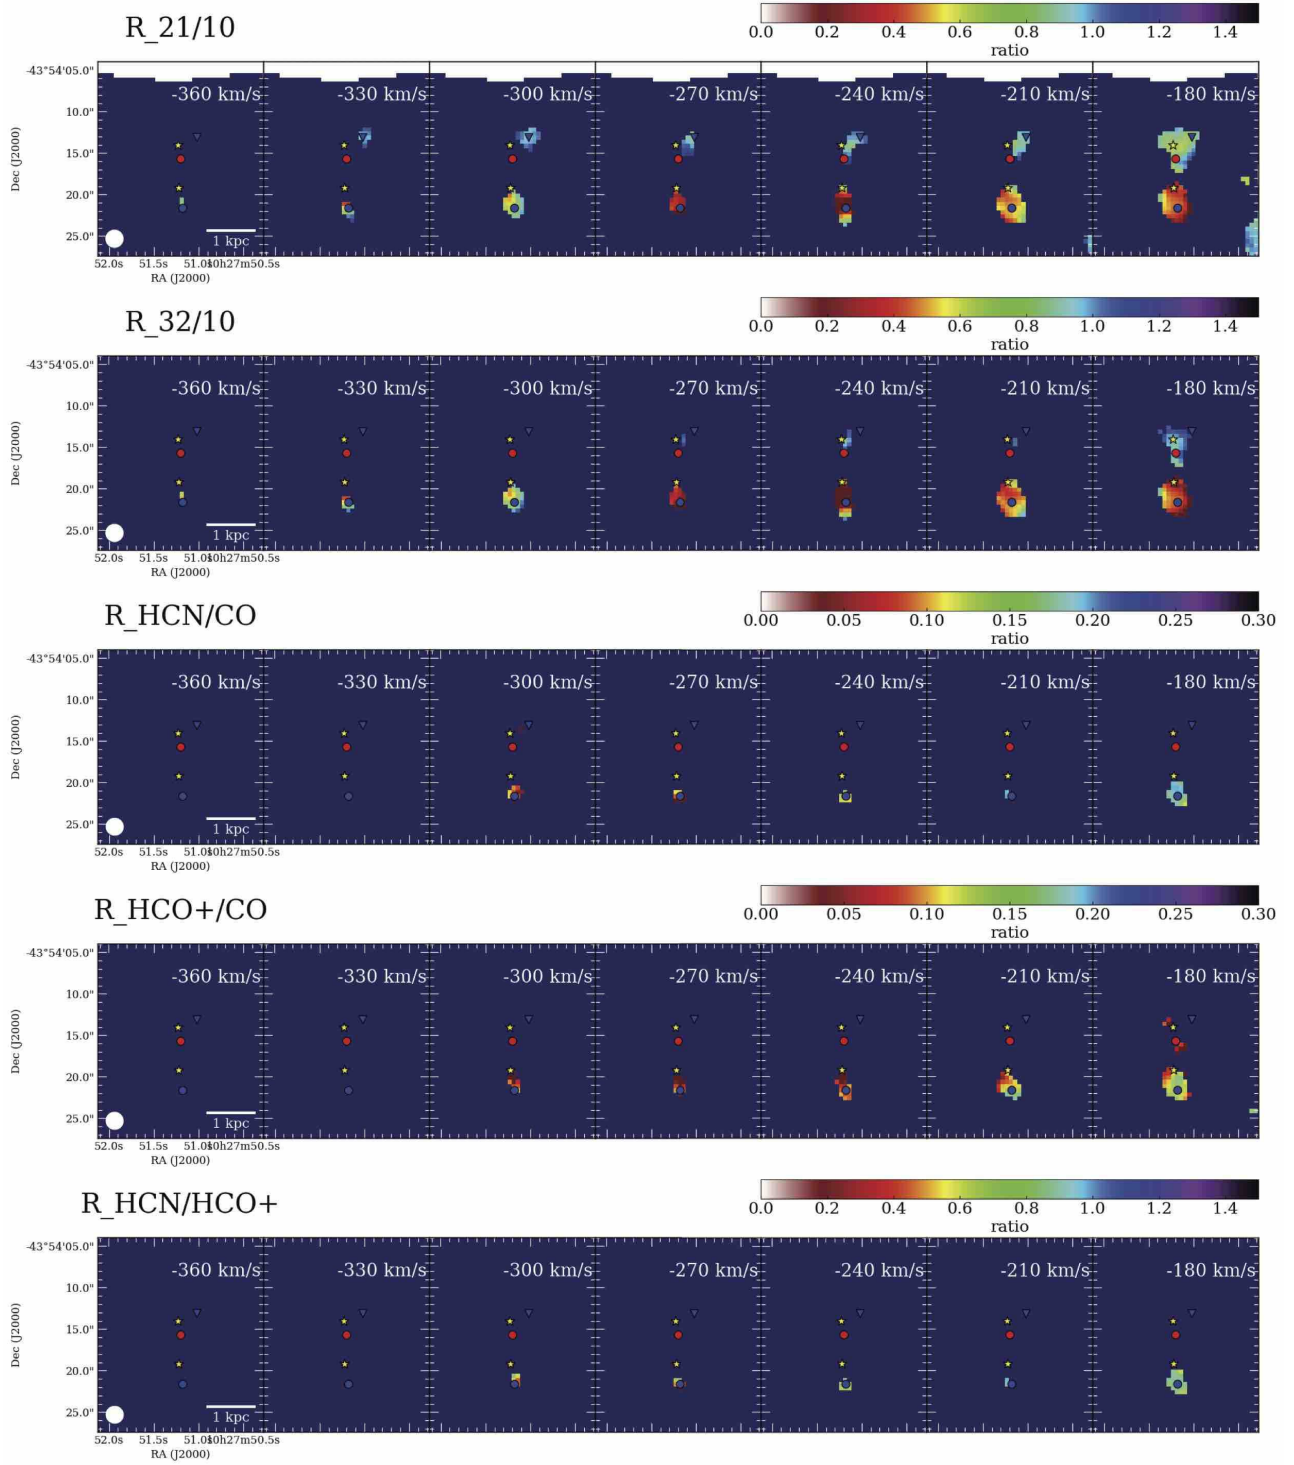 R_21/10
0.0 0.2 0.4 0.6 0.8 1.0 1.2 1.4
ratio
-43°54'05.0"
-360 km/s -330 km/s -300 km/s -270 km/s -240 km/s -210 km/s -180 km/s
10.0"
Dec (J2000)
15.0"
20.0"
25.0"
1 kpc
52.0s 51.5s 51.0s 10h27m50.5s
RA (J2000)
R_32/10
0.0 0.2 0.4 0.6 0.8 1.0 1.2 1.4
ratio
-43°54'05.0"
-360 km/s -330 km/s -300 km/s -270 km/s -240 km/s -210 km/s -180 km/s
10.0"
Dec (J2000)
15.0"
20.0"
25.0"
1 kpc
52.0s 51.5s 51.0s 10h27m50.5s
RA (J2000)
R_HCN/CO
0.00 0.05 0.10 0.15 0.20 0.25 0.30
ratio
-43°54'05.0"
-360 km/s -330 km/s -300 km/s -270 km/s -240 km/s -210 km/s -180 km/s
10.0"
Dec (J2000)
15.0"
20.0"
25.0"
1 kpc
52.0s 51.5s 51.0s 10h27m50.5s
RA (J2000)
R_HCO+/CO
0.00 0.05 0.10 0.15 0.20 0.25 0.30
ratio
-43°54'05.0"
-360 km/s -330 km/s -300 km/s -270 km/s -240 km/s -210 km/s -180 km/s
10.0"
Dec (J2000)
15.0"
20.0"
25.0"
1 kpc
52.0s 51.5s 51.0s 10h27m50.5s
RA (J2000)
R_HCN/HCO+
0.0 0.2 0.4 0.6 0.8 1.0 1.2 1.4
ratio
-43°54'05.0"
-360 km/s -330 km/s -300 km/s -270 km/s -240 km/s -210 km/s -180 km/s
10.0"
Dec (J2000)
15.0"
20.0"
25.0"
1 kpc
52.0s 51.5s 51.0s 10h27m50.5s
RA (J2000)